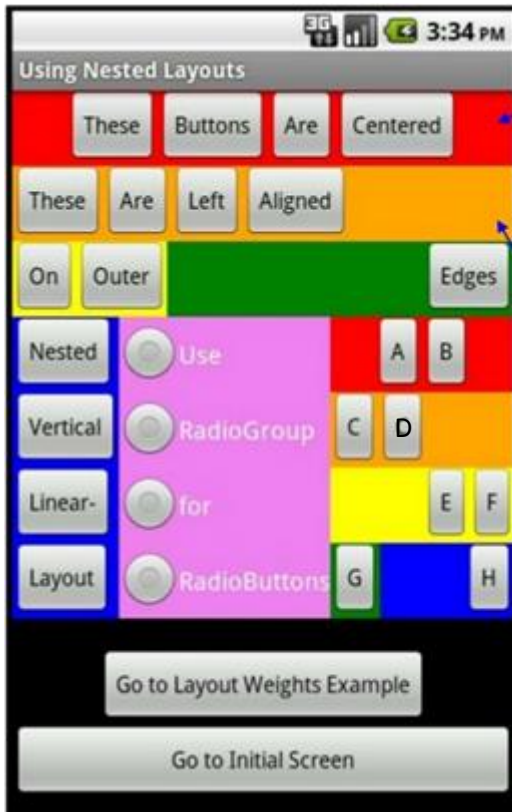 3G
3:34 PM
Using Nested Layouts
These Buttons Are Centered
These Are Left Aligned
On Outer Edges
Nested Use A B
Vertical RadioGroup C D
Linear- for E F
Layout RadioButtons G H
Go to Layout Weights Example
Go to Initial Screen